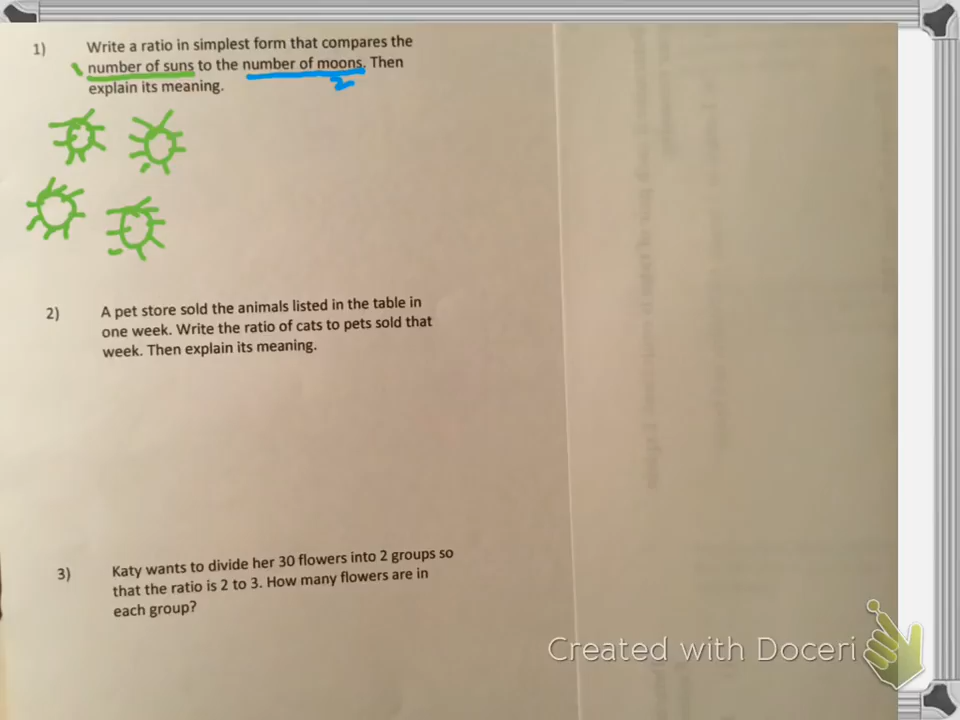 1) Write a ratio in simplest form that compares the
number of suns to the number of moons. Then
2
explain its meaning.
2) A pet store sold the animals listed in the table in
one week. Write the ratio of cats to pets sold that
week. Then explain its meaning.
3) Katy wants to divide her 30 flowers into 2 groups so
that the ratio is 2 to 3. How many flowers are in
each group?
Created with Doceri